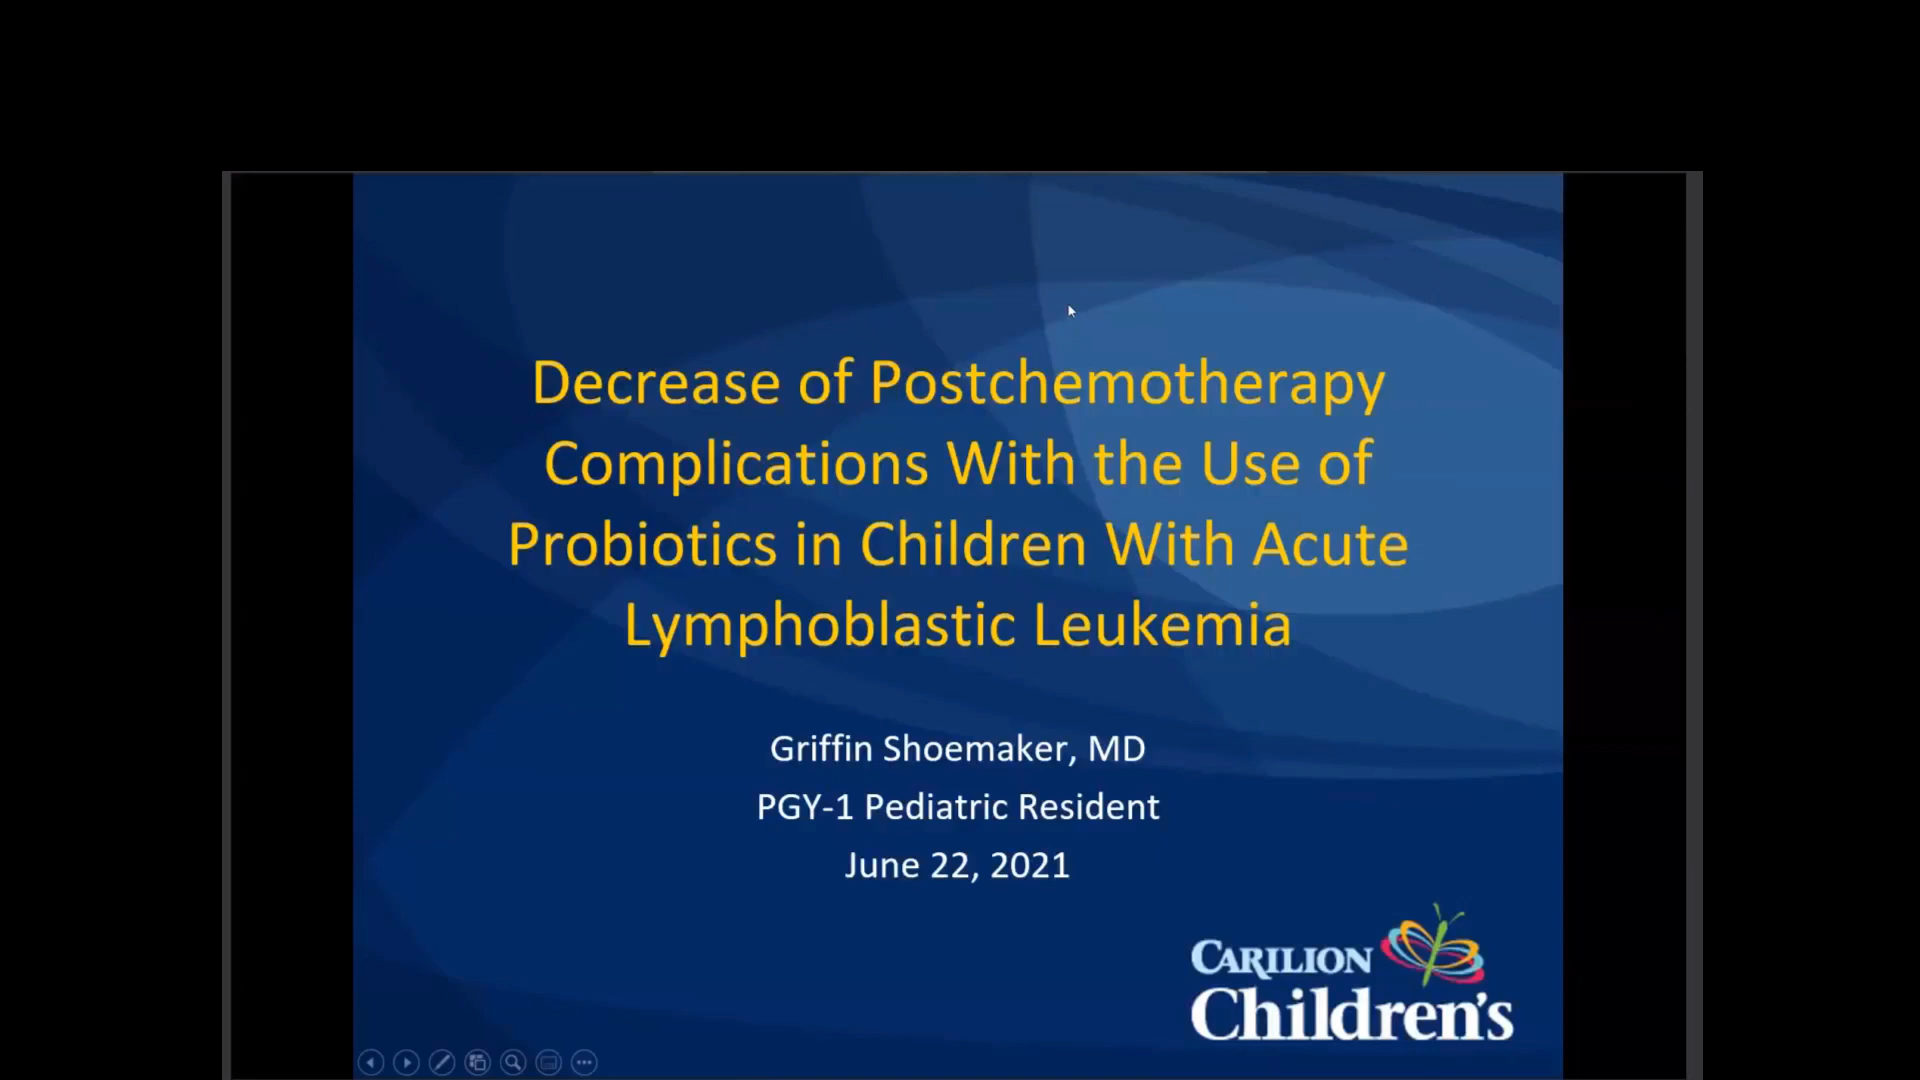 Decrease of Postchemotherapy
Complications With the Use of
Probiotics in Children With Acute
Lymphoblastic Leukemia
Griffin Shoemaker, MD
PGY-1 Pediatric Resident
June 22, 2021
CARILION
Children's